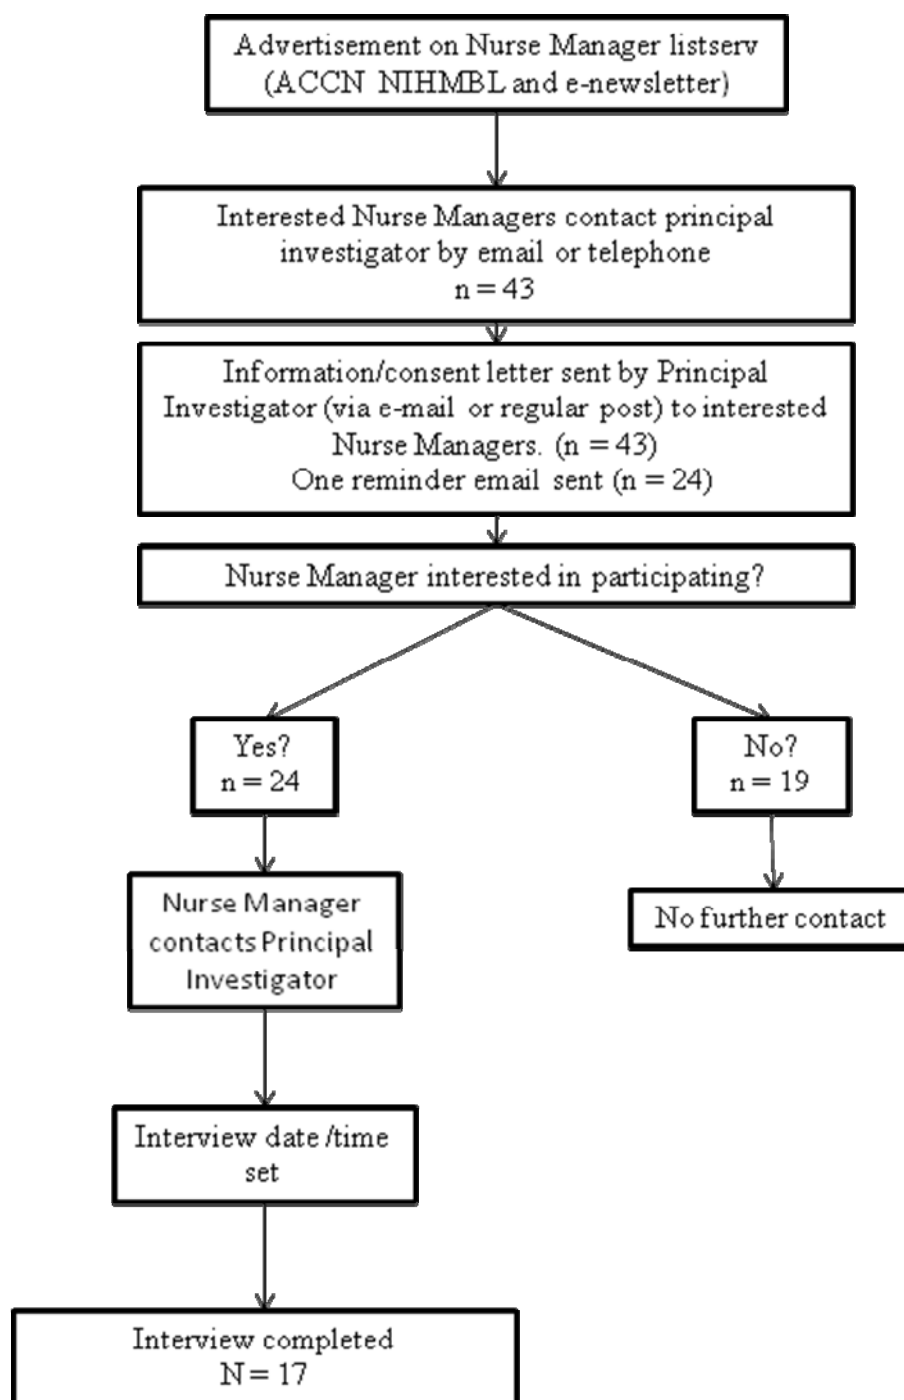 Advertisement on Nurse Manager listserv
(ACCN NIHMBL and e-newsletter)
Interested Nurse Managers contact principal
investigator by email or telephone
n = 43
Information/consent letter sent by Principal
Investigator (via e-mail or regular post) to interested
Nurse Managers. (n = 43)
One reminder email sent (n = 24)
Nurse Manager interested in participating?
Yes?
n = 24
No?
n = 19
Nurse Manager
contacts Principal
Investigator
No further contact
Interview date /time
set
Interview completed
N = 17